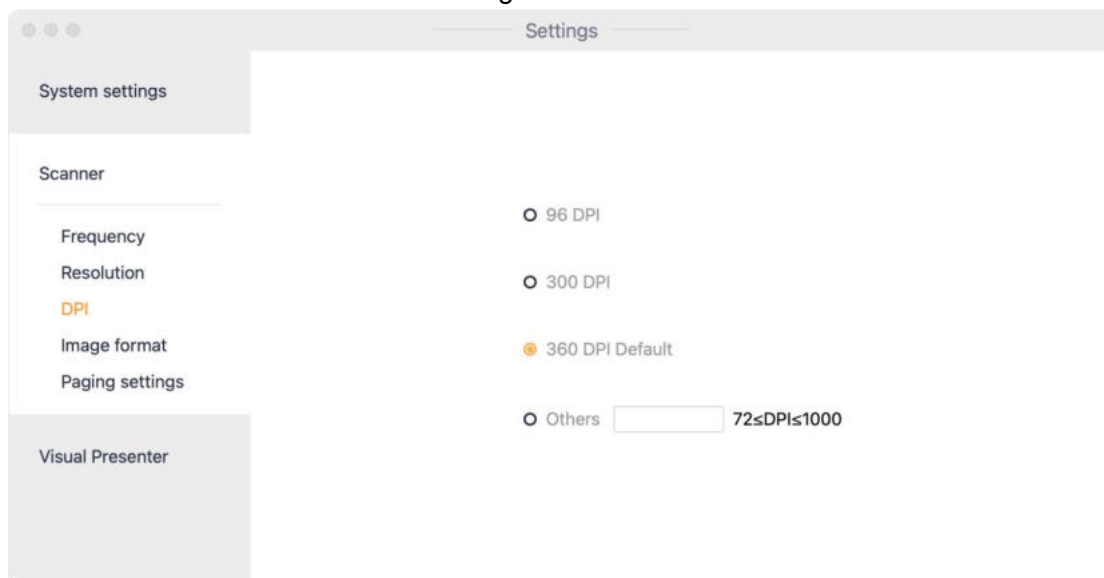 Settings
System settings
Scanner
Frequency
Resolution
DPI
Image format
Paging settings
Visual Presenter
96 DPI
300 DPI
360 DPI Default
Others 72≤DPI≤1000